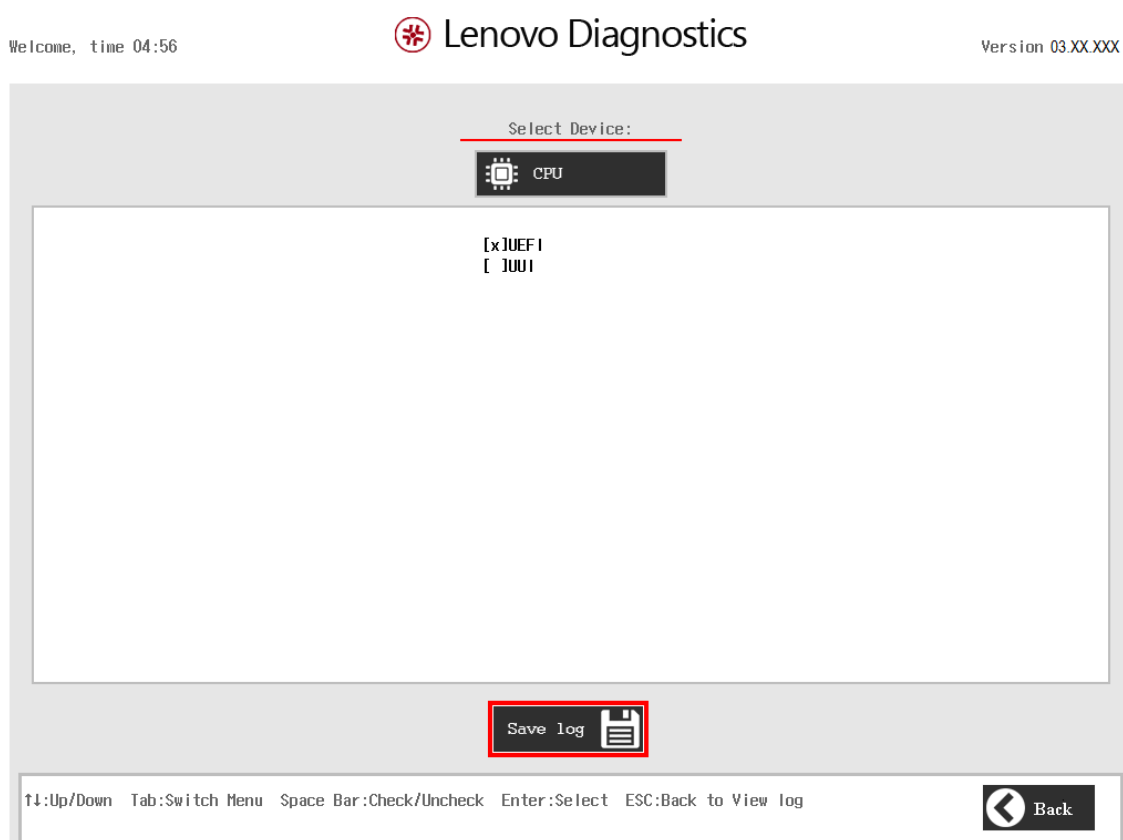 Welcome, time 04:56
Lenovo Diagnostics
Version 03.XX.XXX
Select Device:
CPU
[x]UEFI
[ ]UUI
Save log
↑↓:Up/Down Tab:Switch Menu Space Bar:Check/Uncheck Enter:Select ESC:Back to View log
Back